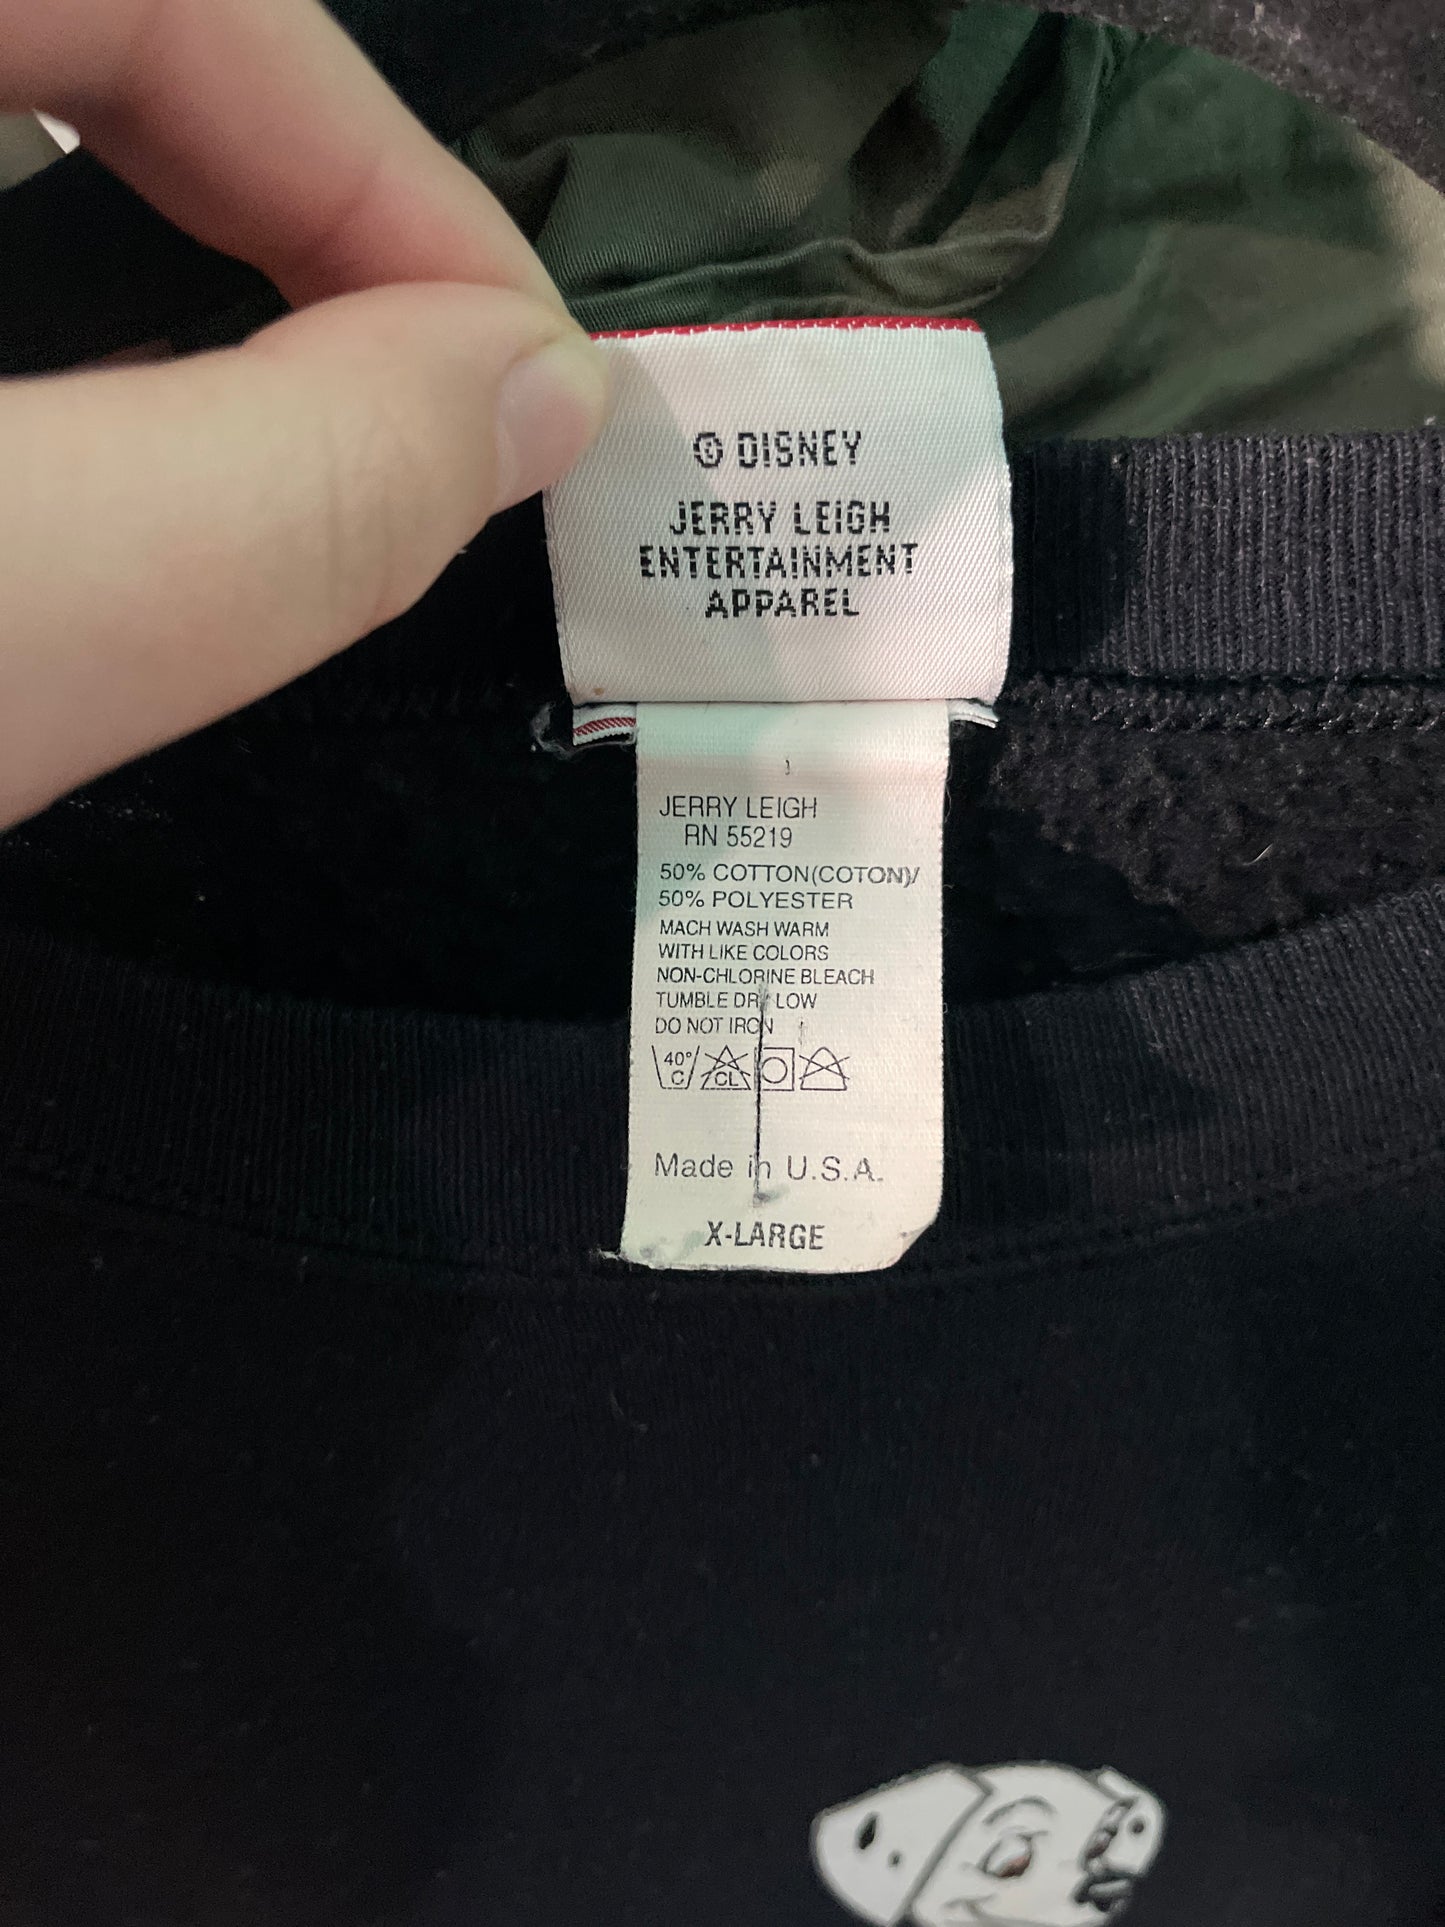 © DISNEY
JERRY LEIGH
ENTERTAINMENT
APPAREL
JERRY LEIGH
RN 55219
50% COTTON(COTON)/
50% POLYESTER
MACH WASH WARM
WITH LIKE COLORS
NON-CHLORINE BLEACH
TUMBLE DRY LOW
DO NOT IRON
40° C CL
Made in U.S.A.
X-LARGE